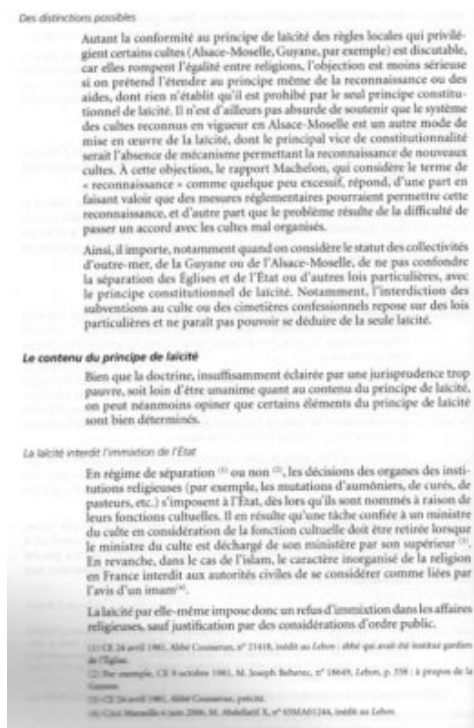 Des distinctions possibles
Autant la conformité au principe de laïcité des règles locales qui privilé-
gient certains cultes (Alsace-Moselle, Guyane, par exemple) est discutable,
car elles rompent l'égalité entre religions, l'objection est moins sérieuse
si on prétend l'étendre au principe même de la reconnaissance ou des
aides, dont rien n'établit qu'il est prohibé par le seul principe constitu-
tionnel de laïcité. Il n'est d'ailleurs pas absurde de soutenir que le système
des cultes reconnus en vigueur en Alsace-Moselle est un autre mode de
mise en œuvre de la laïcité, dont le principal vice de constitutionnalité
serait l'absence de mécanisme permettant la reconnaissance de nouveaux
cultes. À cette objection, le rapport Machelon, qui considère le terme de
« reconnaissance » comme quelque peu excessif, répond, d'une part en
faisant valoir que des mesures réglementaires pourraient permettre cette
reconnaissance, et d'autre part que le problème résulte de la difficulté de
passer un accord avec les cultes mal organisés.
Ainsi, il importe, notamment quand on considère le statut des collectivités
d'outre-mer, de la Guyane ou de l'Alsace-Moselle, de ne pas confondre
la séparation des Églises et de l'État ou d'autres lois particulières, avec
le principe constitutionnel de laïcité. Notamment, l'interdiction des
subventions au culte ou des cimetières confessionnels repose sur des lois
particulières et ne paraît pas pouvoir se déduire de la seule laïcité.
Le contenu du principe de laïcité
Bien que la doctrine, insuffisamment éclairée par une jurisprudence trop
pauvre, soit loin d'être unanime quant au contenu du principe de laïcité,
on peut néanmoins opiner que certains éléments du principe de laïcité
sont bien déterminés.
La laïcité interdit l'immixtion de l'État
En régime de séparation (1) ou non (2), les décisions des organes des insti-
tutions religieuses (par exemple, les mutations d'aumôniers, de curés, de
pasteurs, etc.) s'imposent à l'État, dès lors qu'ils sont nommés à raison de
leurs fonctions cultuelles. Il en résulte qu'une tâche confiée à un ministre
du culte en considération de la fonction cultuelle doit être retirée lorsque
le ministre du culte est déchargé de son ministère par son supérieur (3).
En revanche, dans le cas de l'islam, le caractère inorganisé de la religion
en France interdit aux autorités civiles de se considérer comme liées par
l'avis d'un imam(4).
La laïcité par elle-même impose donc un refus d'immixtion dans les affaires
religieuses, sauf justification par des considérations d'ordre public.
(1) CE 24 avril 1981, Abbé Cousseran, n° 21418, inédit au Lebon : abbé qui avait été institué gardien
de l'Église.
(2) Par exemple, CE 9 octobre 1981, M. Joseph Beherec, n° 18649, Lebon, p. 358 : à propos de la
Guyane.
(3) CE 24 avril 1981, Abbé Cousseran, précité.
(4) CAA Marseille 6 juin 2006, M. Abdellatif X, n° 03MA01244, inédit au Lebon.